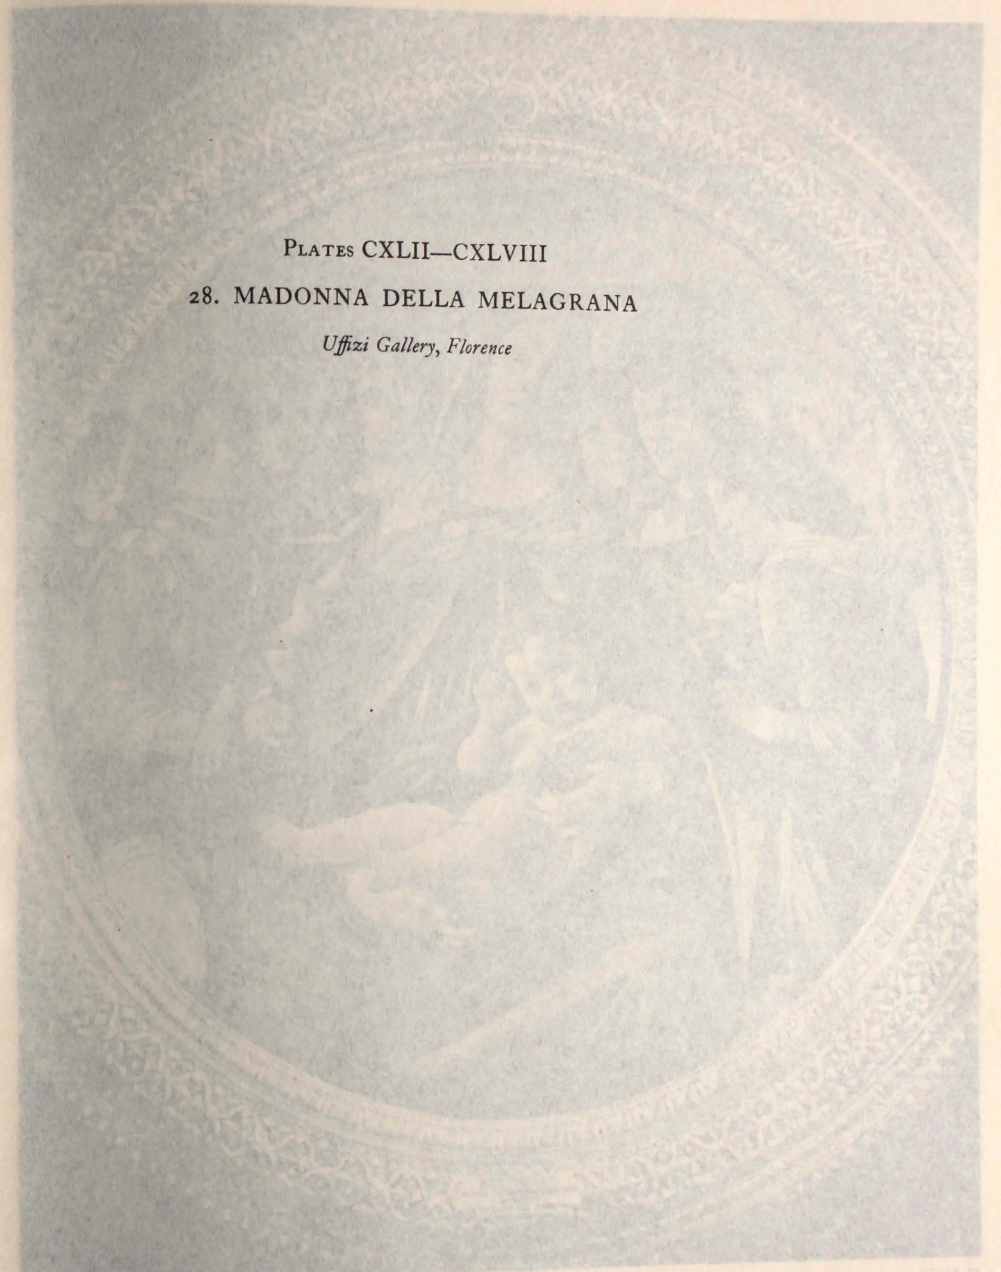 Plates CXLII—CXLVIII
28. MADONNA DELLA MELAGRANA
Uffizi Gallery, Florence